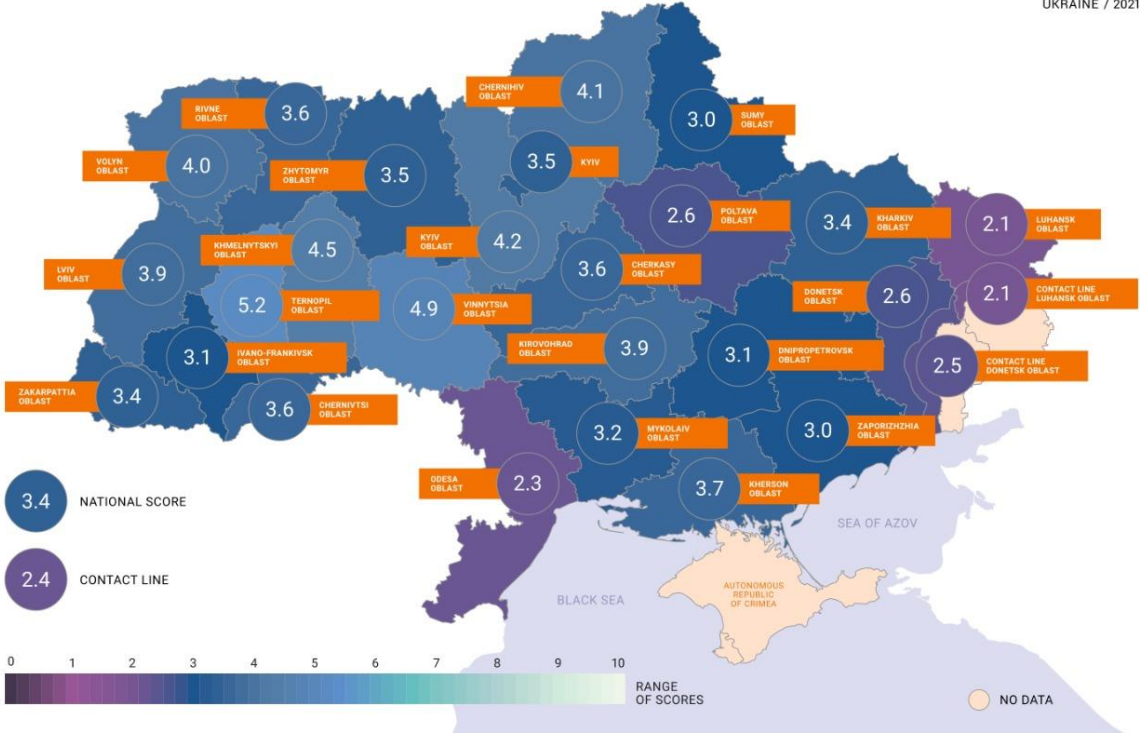 UKRAINE / 2021
CHERNIHIV
OBLAST
4.1
RIVNE
OBLAST
3.6
3.0
SUMY
OBLAST
VOLYN
OBLAST
4.0
ZHYTOMYR
OBLAST
3.5
3.5
KYIV
2.6
POLTAVA
OBLAST
3.4
KHARKIV
OBLAST
2.1
LUHANSK
OBLAST
KHMELNYTSKYI
OBLAST
4.5
KYIV
OBLAST
4.2
3.6
CHERKASY
OBLAST
LVIV
OBLAST
3.9
5.2
TERNOPIL
OBLAST
4.9
VINNYTSIA
OBLAST
DONETSK
OBLAST
2.6
2.1
CONTACT LINE
LUHANSK OBLAST
3.1
IVANO-FRANKIVSK
OBLAST
KIROVOHRAD
OBLAST
3.9
3.1
DNIPROPETROVSK
OBLAST
2.5
CONTACT LINE
DONETSK OBLAST
ZAKARPATTIA
OBLAST
3.4
3.6
CHERNIVTSI
OBLAST
3.2
MYKOLAIV
OBLAST
3.0
ZAPORIZHZHIA
OBLAST
ODESA
OBLAST
2.3
3.7
KHERSON
OBLAST
3.4
NATIONAL SCORE
2.4
CONTACT LINE
SEA OF AZOV
BLACK SEA
AUTONOMOUS
REPUBLIC
OF CRIMEA
0 1 2 3 4 5 6 7 8 9 10
RANGE
OF SCORES
NO DATA